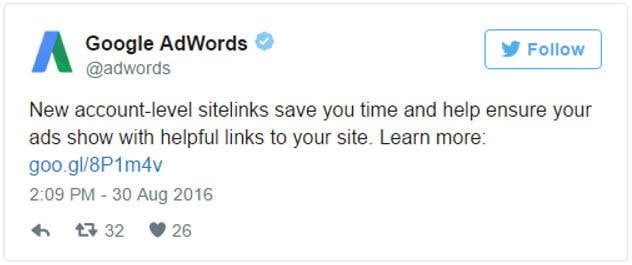 Google AdWords
@adwords
Follow
New account-level sitelinks save you time and help ensure your
ads show with helpful links to your site. Learn more:
goo.gl/8P1m4v
2:09 PM - 30 Aug 2016
32 26